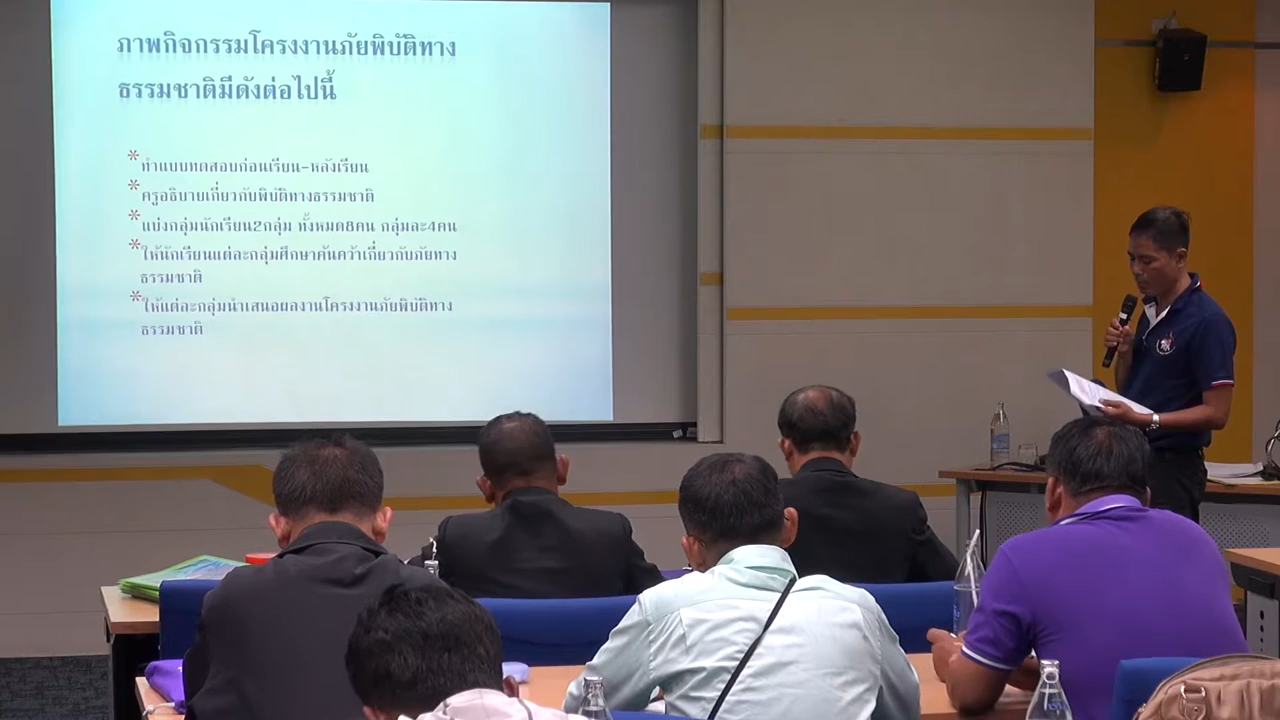 ภาพกิจกรรมโครงงานภัยพิบัติทาง
ธรรมชาติมีดังต่อไปนี้
* ทำแบบทดสอบก่อนเรียน-หลังเรียน
* ครูอธิบายเกี่ยวกับพิบัติทางธรรมชาติ
* แบ่งกลุ่มนักเรียน2กลุ่ม ทั้งหมด8คน กลุ่มละ4คน
* ให้นักเรียนแต่ละกลุ่มศึกษาค้นคว้าเกี่ยวกับภัยทาง
ธรรมชาติ
* ให้แต่ละกลุ่มนำเสนอผลงานโครงงานภัยพิบัติทาง
ธรรมชาติ